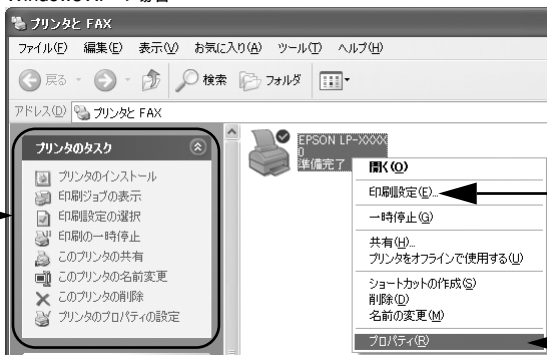 プリンタと FAX
ファイル(F) 編集(E) 表示(V) お気に入り(A) ツール(T) ヘルプ(H)
戻る 検索 フォルダ
アドレス(D) プリンタと FAX
プリンタのタスク
プリンタのインストール
印刷ジョブの表示
印刷設定の選択
印刷の一時停止
このプリンタの共有
このプリンタの名前変更
このプリンタの削除
プリンタのプロパティの設定
EPSON LP-XXXX
0
準備完了
開く(O)
印刷設定(E)...
一時停止(G)
共有(H)...
プリンタをオフラインで使用する(U)
ショートカットの作成(S)
削除(D)
名前の変更(M)
プロパティ(R)